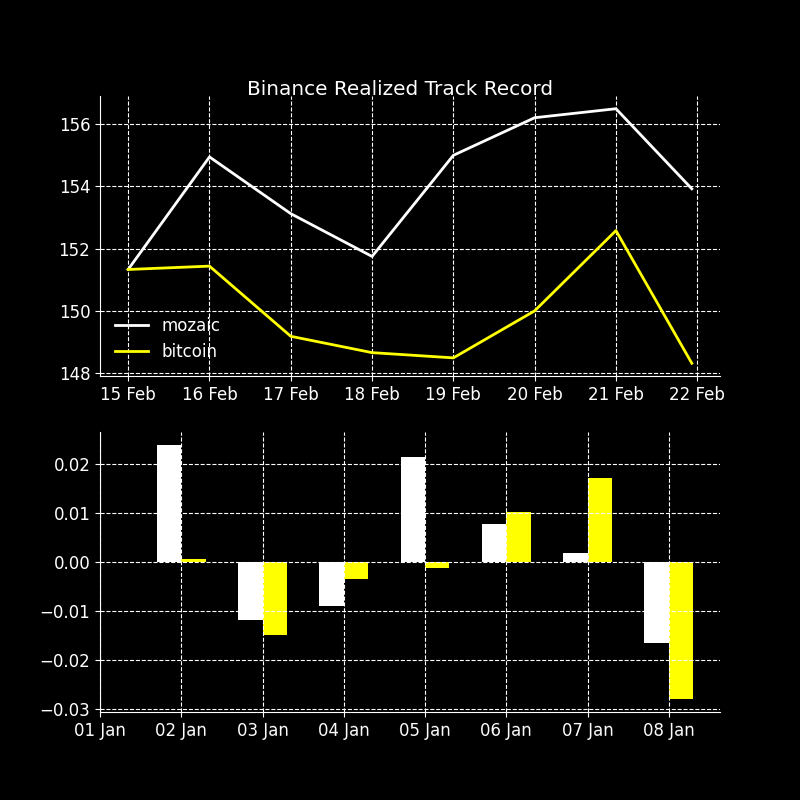 Binance Realized Track Record
156
154
152
150
148
mozaic
bitcoin
15 Feb 16 Feb 17 Feb 18 Feb 19 Feb 20 Feb 21 Feb 22 Feb
0.02
0.01
0.00
−0.01
−0.02
−0.03
01 Jan 02 Jan 03 Jan 04 Jan 05 Jan 06 Jan 07 Jan 08 Jan